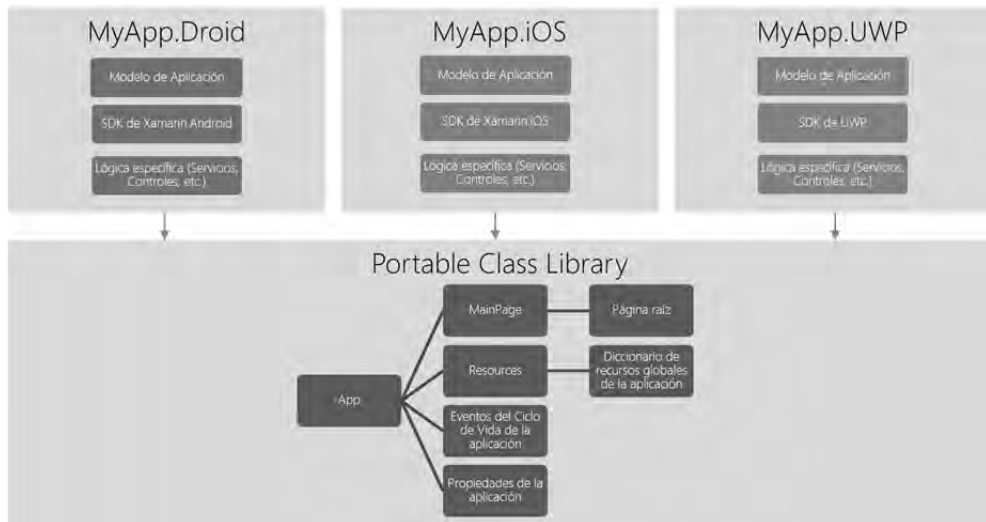 MyApp.Droid
Modelo de Aplicación
SDK de Xamarin Android
Lógica específica (Servicios,
Controles, etc.)
MyApp.iOS
Modelo de Aplicación
SDK de Xamarin.iOS
Lógica específica (Servicios,
Controles, etc.)
MyApp.UWP
Modelo de Aplicación
SDK de UWP
Lógica específica (Servicios,
Controles, etc.)
Portable Class Library
App
MainPage
Página raíz
Resources
Diccionario de
recursos globales
de la aplicación
Eventos del Ciclo
de Vida de la
aplicación
Propiedades de la
aplicación